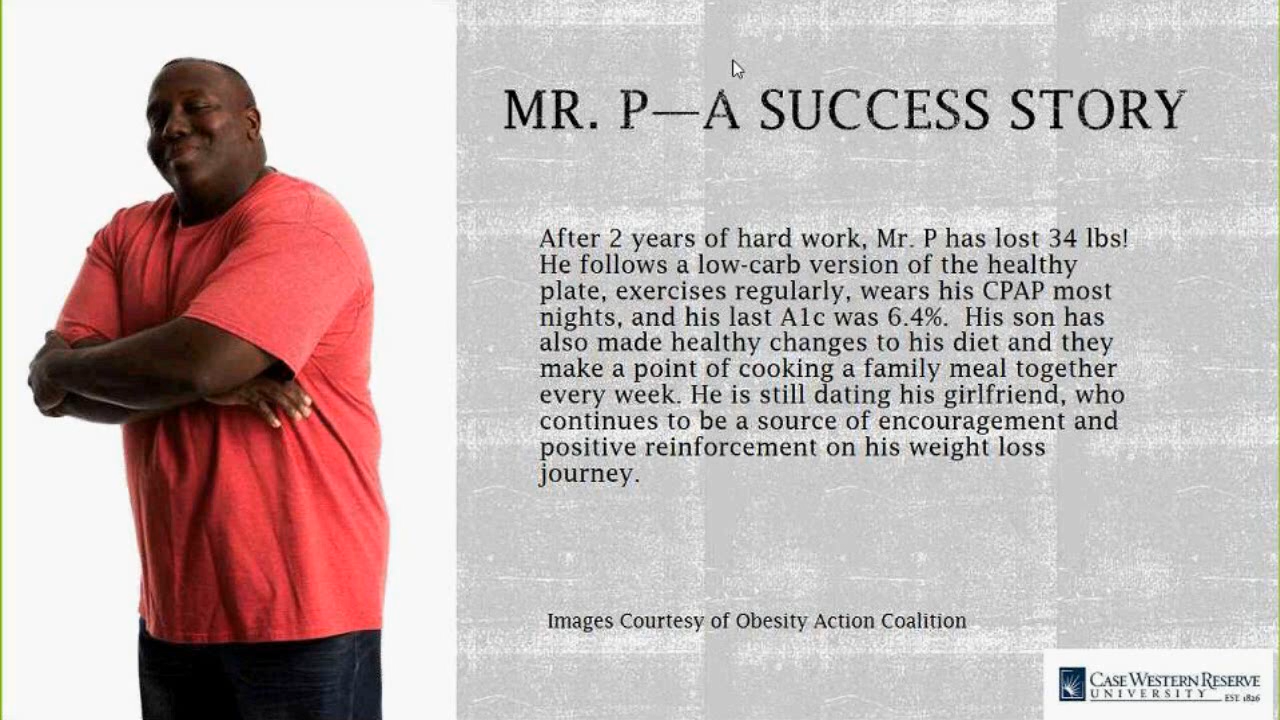 MR. P—A SUCCESS STORY
After 2 years of hard work, Mr. P has lost 34 lbs!
He follows a low-carb version of the healthy
plate, exercises regularly, wears his CPAP most
nights, and his last A1c was 6.4%.  His son has
also made healthy changes to his diet and they
make a point of cooking a family meal together
every week. He is still dating his girlfriend, who
continues to be a source of encouragement and
positive reinforcement on his weight loss
journey.
Images Courtesy of Obesity Action Coalition
CASE WESTERN RESERVE
UNIVERSITY EST. 1826